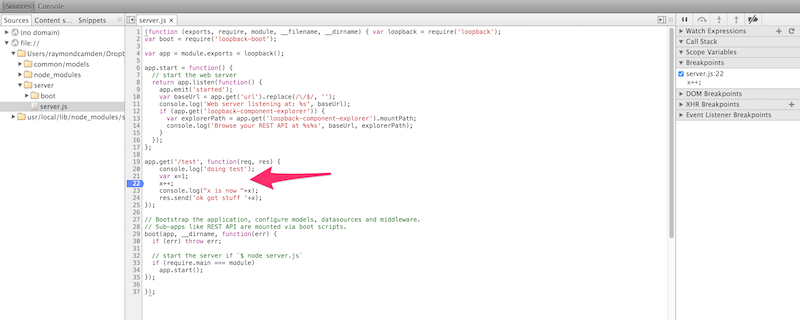 Sources Console
Sources Content s... Snippets
server.js ×
(no domain)
file://
Users/raymondcamden/Dropb
common/models
node_modules
server
boot
server.js
usr/local/lib/node_modules/s
1 (function (exports, require, module, __filename, __dirname) { var loopback = require('loopback');
2 var boot = require('loopback-boot');
3
4 var app = module.exports = loopback();
5
6 app.start = function() {
7 // start the web server
8 return app.listen(function() {
9 app.emit('started');
10 var baseUrl = app.get('url').replace(/\/$/, '');
11 console.log('Web server listening at: %s', baseUrl);
12 if (app.get('loopback-component-explorer')) {
13 var explorerPath = app.get('loopback-component-explorer').mountPath;
14 console.log('Browse your REST API at %s%s', baseUrl, explorerPath);
15 }
16 });
17 };
18
19 app.get('/test', function(req, res) {
20 console.log('doing test');
21 var x=1;
22 x++;
23 console.log("x is now "+x);
24 res.send('ok got stuff '+x);
25 });
26
27 // Bootstrap the application, configure models, datasources and middleware.
28 // Sub-apps like REST API are mounted via boot scripts.
29 boot(app, __dirname, function(err) {
30 if (err) throw err;
31
32 // start the server if `$ node server.js`
33 if (require.main === module)
34 app.start();
35 });
36
37 });
Watch Expressions
Call Stack
Scope Variables
Breakpoints
server.js:22
x++;
DOM Breakpoints
XHR Breakpoints
Event Listener Breakpoints